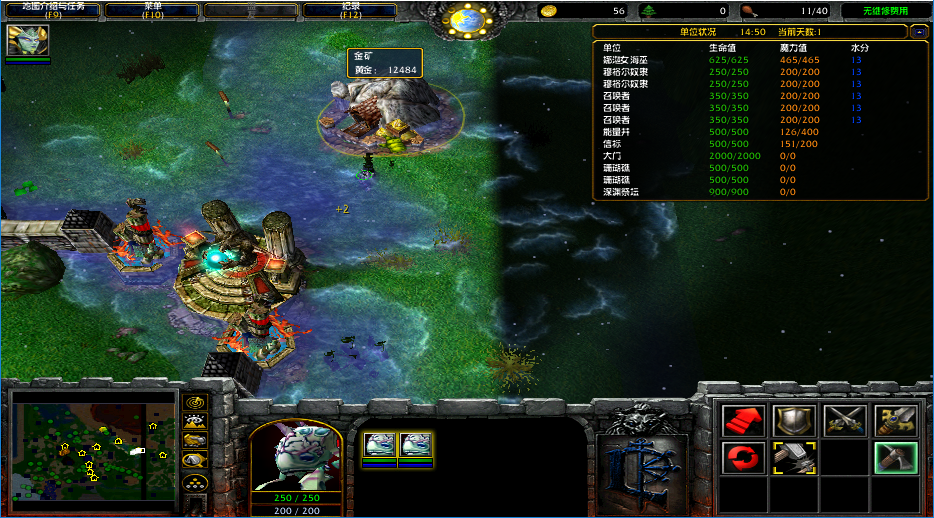 地图介绍与任务
(F9)
菜单
(F10)
纪录
(F12)
56
0
11/40
无维修费用
单位状况 14:50 当前天数:1
单位 生命值 魔力值 水分
娜迦女海巫 625/625 465/465 13
穆格尔奴隶 250/250 200/200 13
穆格尔奴隶 250/250 200/200 13
召唤者 350/350 200/200 13
召唤者 350/350 200/200 13
召唤者 350/350 200/200 13
能量井 500/500 126/400
信标 500/500 151/200
大门 2000/2000 0/0
珊瑚礁 500/500 0/0
珊瑚礁 500/500 0/0
深渊祭坛 900/900 0/0
金矿
黄金: 12484
+2
250 / 250
200 / 200